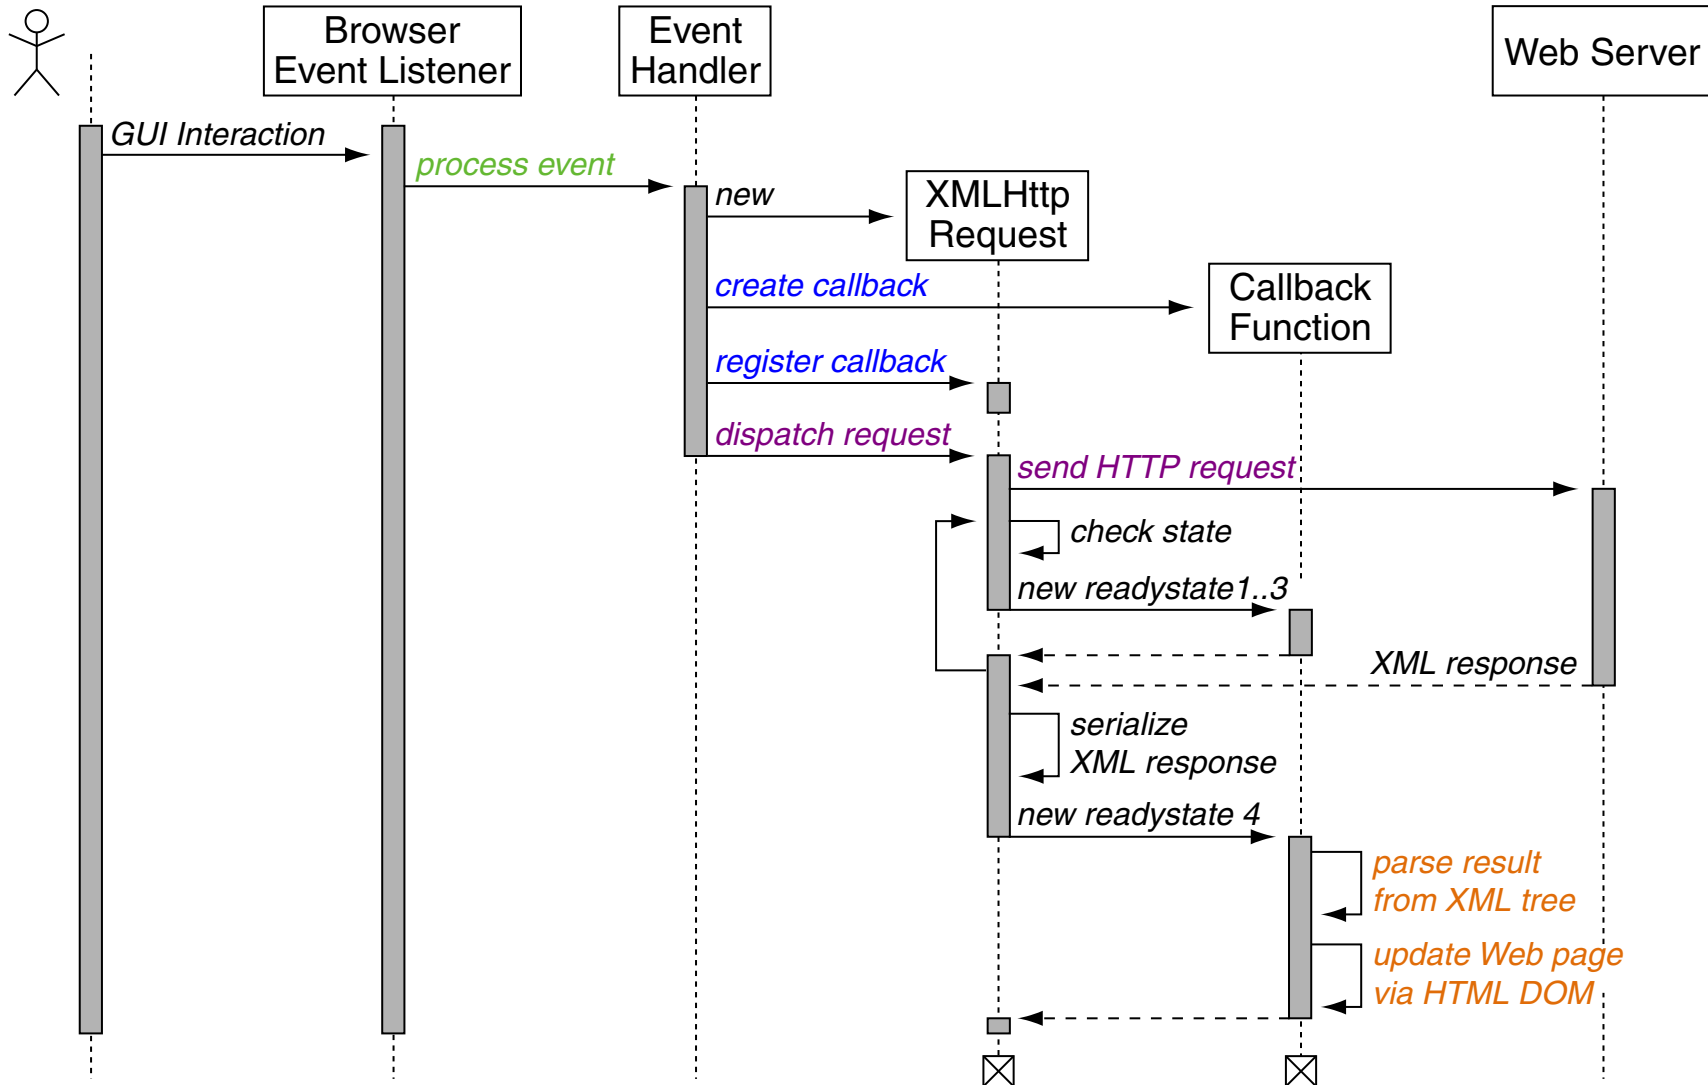 Browser
Event Listener
Event
Handler
Web Server
GUI Interaction
process event
new
XMLHttp
Request
create callback
Callback
Function
register callback
dispatch request
send HTTP request
check state
new readystate1..3
XML response
serialize
XML response
new readystate 4
parse result
from XML tree
update Web page
via HTML DOM